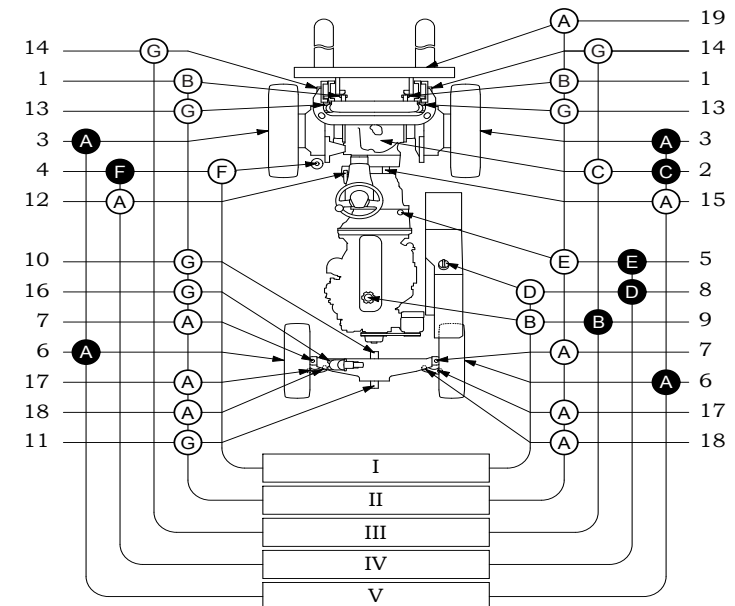 A 19
14 G G 14
1 B B 1
13 G G 13
3 A A 3
4 F F C C 2
12 A A 15
10 G E E 5
16 G D D 8
7 A B B 9
6 A A 7
17 A A 6
18 A A 17
11 G A 18
I
II
III
IV
V